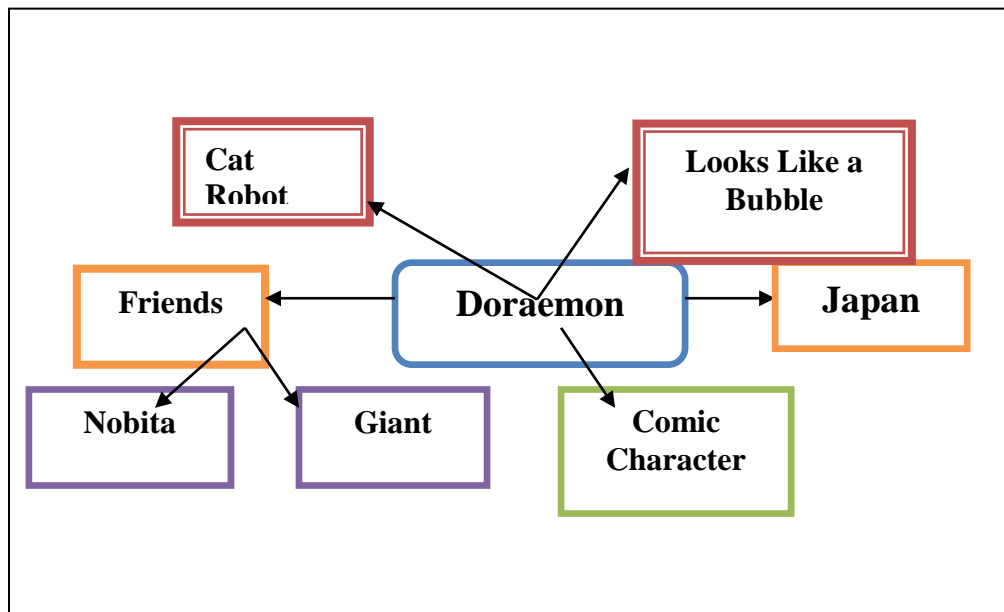 Cat
Robot
Looks Like a
Bubble
Friends
Doraemon
Japan
Nobita
Giant
Comic
Character